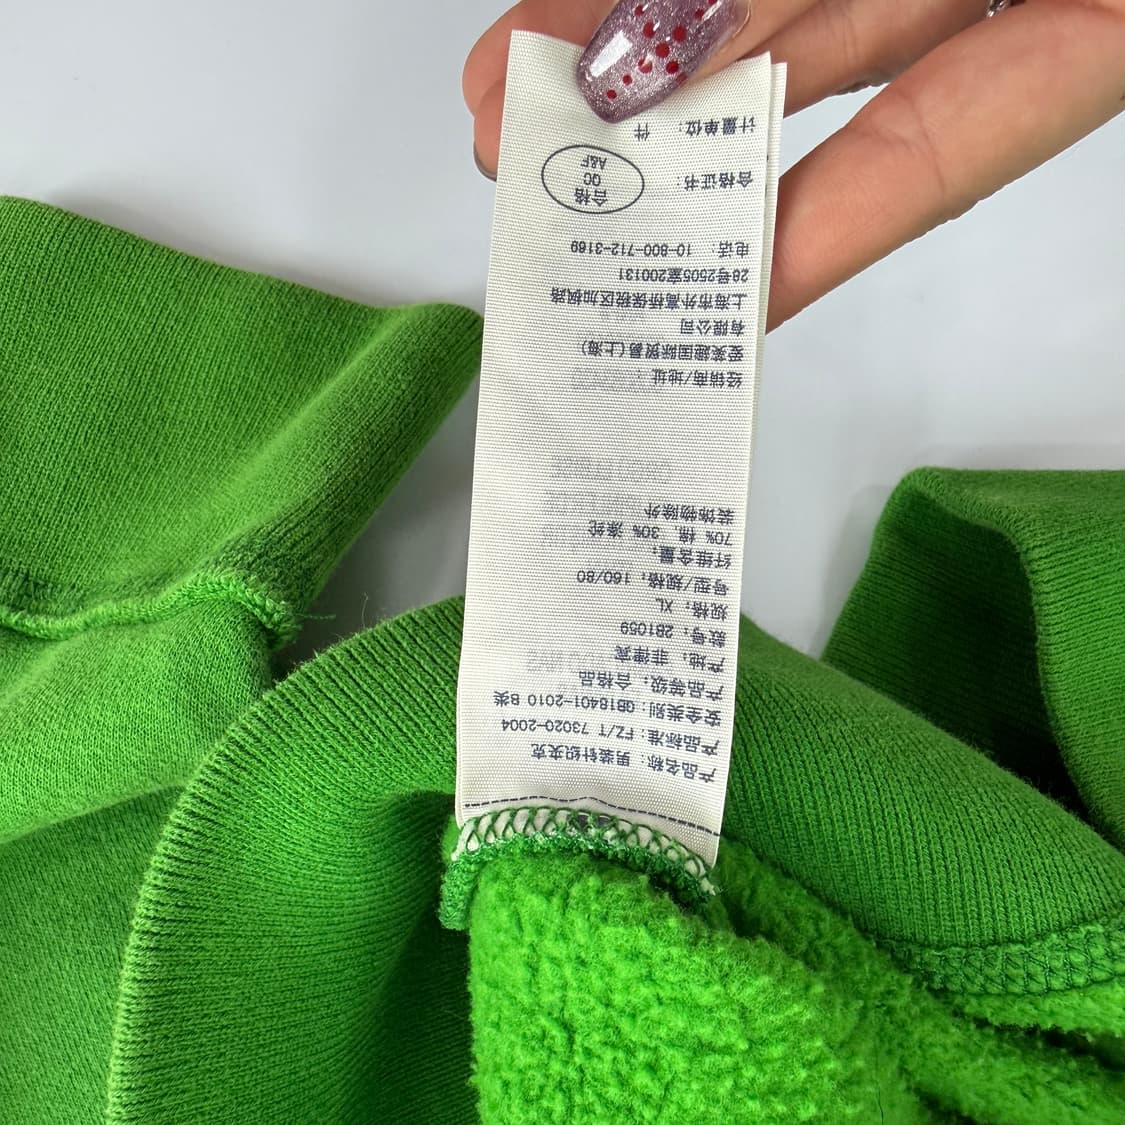 产品名称：男装针织夹克
产品标准：FZ/T 73020-2004
安全类别：GB18401-2010 B类
产品等级：合格品
产地：菲律宾
款号：281059
规格：XL
号型/规格：160/80
纤维含量：
70% 棉 30% 涤纶
装饰物除外
经销商/地址：
爱芙趣国际贸易(上海)
有限公司
上海市外高桥保税区加枫路
28号2505室200131
电话：10-800-712-3169
合格证书：
合格
QC
A&F
计量单位：件